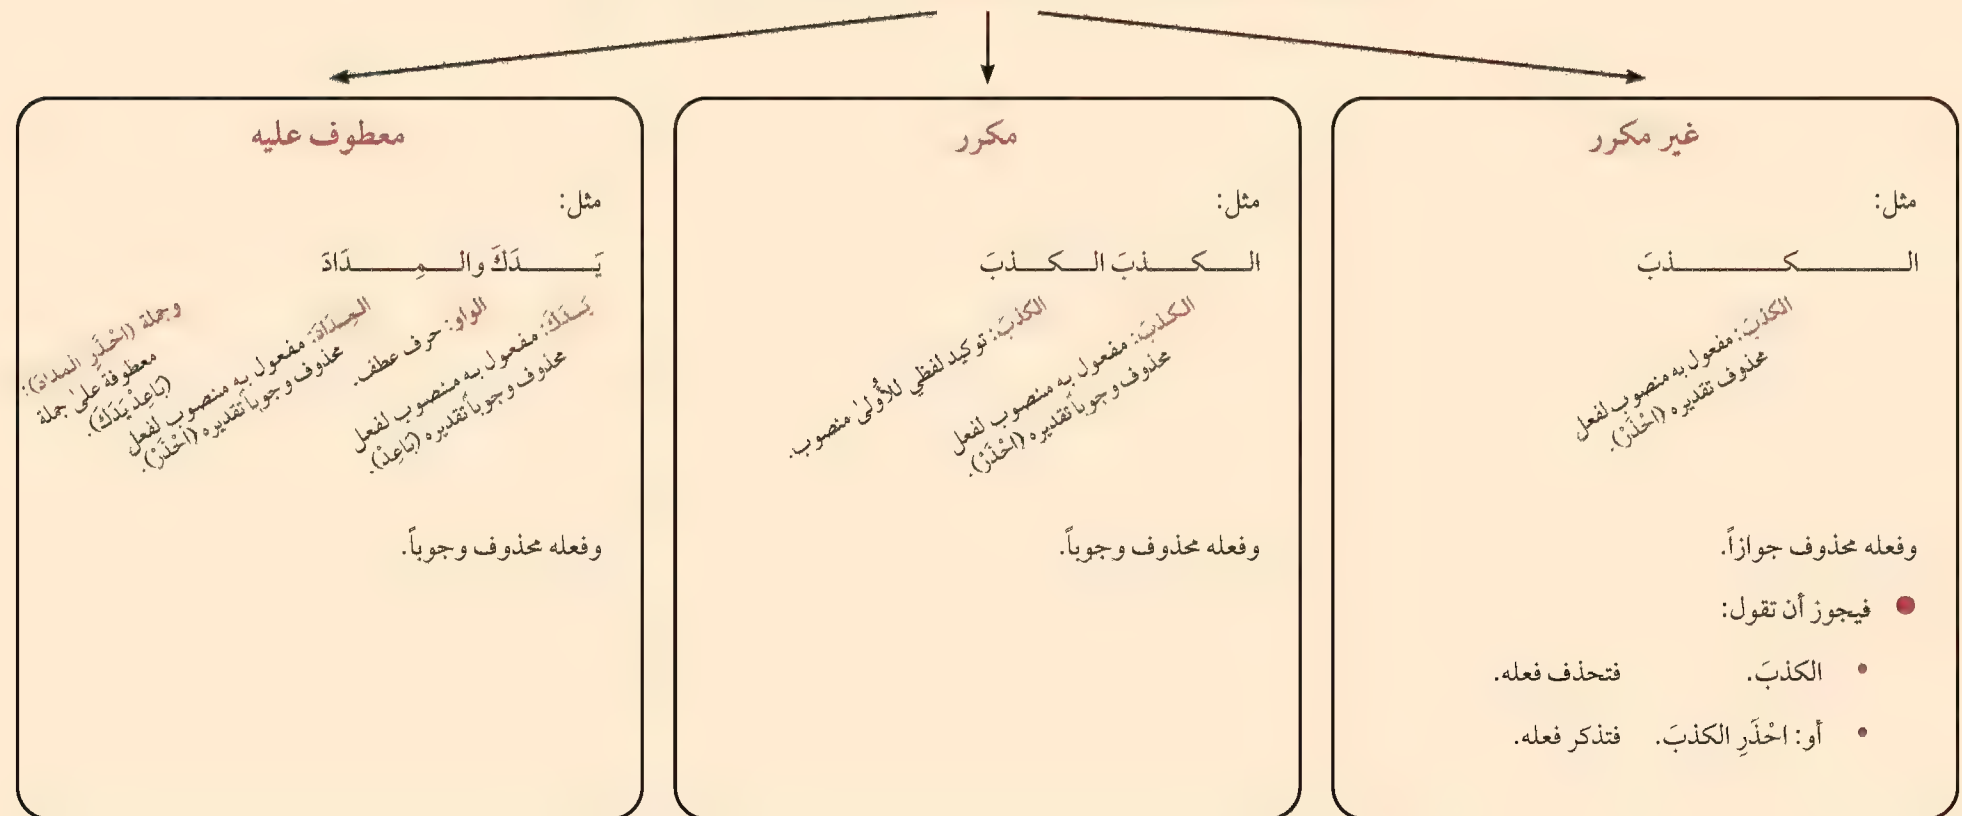 غير مكرر
مثل:
الكذبَ
الكذبَ: مفعول به منصوب لفعل
محذوف تقديره (احْذَرْ).
وفعله محذوف جوازاً.
فيجوز أن تقول:
الكذبَ. فتحذف فعله.
أو: احْذَرِ الكذبَ. فتذكر فعله.
مكرر
مثل:
الكذبَ الكذبَ
الكذبَ: مفعول به منصوب لفعل
محذوف وجوباً تقديره (احْذَرْ).
الكذبَ: توكيد لفظي للأُولىٰ منصوب.
وفعله محذوف وجوباً.
معطوف عليه
مثل:
يَدَكَ والمِدَادَ
يَدَكَ: مفعول به منصوب لفعل
محذوف وجوباً تقديره (بَاعِدْ).
الواو: حرف عطف.
المِدَادَ: مفعول به منصوب لفعل
محذوف وجوباً تقديره (احْذَرْ).
وجملة (احْذَرِ المدادَ):
معطوفة علىٰ جملة
(بَاعِدْ يَدَكَ).
وفعله محذوف وجوباً.